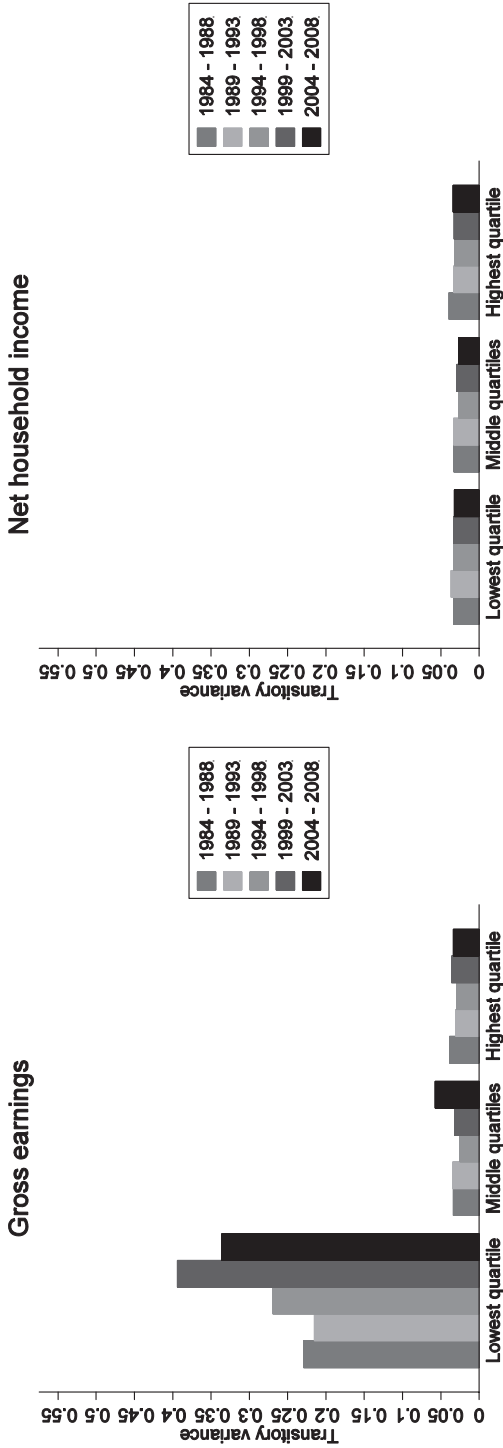 Gross earnings
Transitory variance
0 0.05 0.1 0.15 0.2 0.25 0.3 0.35 0.4 0.45 0.5 0.55
Lowest quartile Middle quartiles Highest quartile
1984 - 1988
1989 - 1993
1994 - 1998
1999 - 2003
2004 - 2008
Net household income
Transitory variance
0 0.05 0.1 0.15 0.2 0.25 0.3 0.35 0.4 0.45 0.5 0.55
Lowest quartile Middle quartiles Highest quartile
1984 - 1988
1989 - 1993
1994 - 1998
1999 - 2003
2004 - 2008